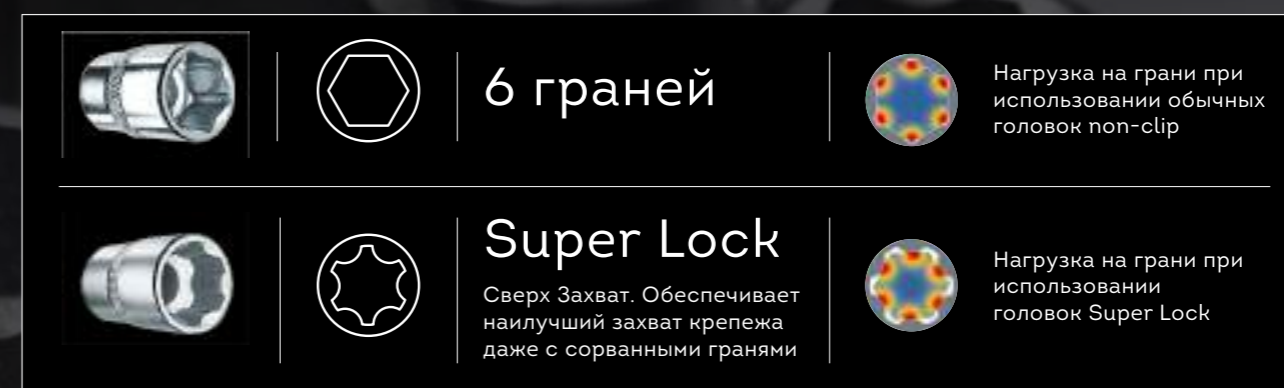 6 граней
Нагрузка на грани при
использовании обычных
головок non-clip
Super Lock
Сверх Захват. Обеспечивает
наилучший захват крепежа
даже с сорванными гранями
Нагрузка на грани при
использовании
головок Super Lock